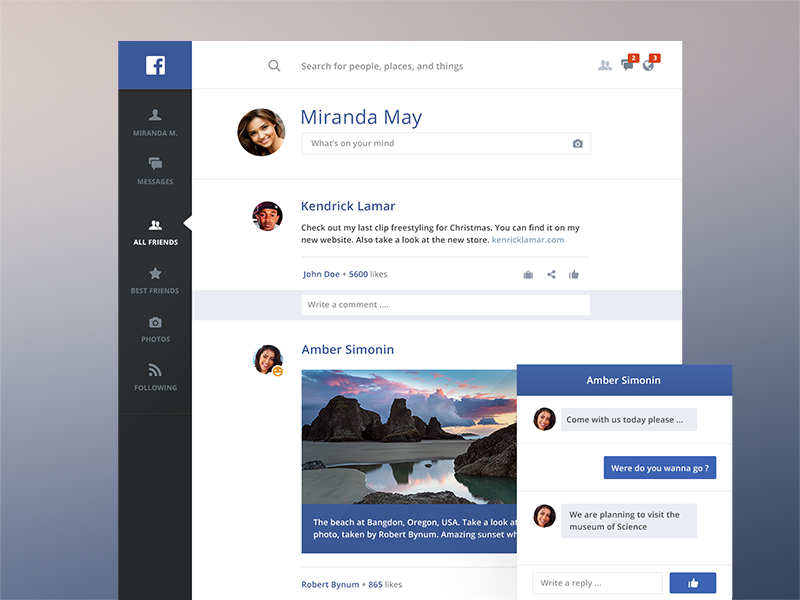 f
Search for people, places, and things
2
3
MIRANDA M.
MESSAGES
ALL FRIENDS
BEST FRIENDS
PHOTOS
FOLLOWING
Miranda May
What's on your mind
Kendrick Lamar
Check out my last clip freestyling for Christmas. You can find it on my
new website. Also take a look at the new store. kenricklamar.com
John Doe + 5600 likes
Write a comment ....
Amber Simonin
The beach at Bangdon, Oregon, USA. Take a look at
photo, taken by Robert Bynum. Amazing sunset
Robert Bynum + 865 likes
Amber Simonin
Come with us today please ...
Were do you wanna go ?
We are planning to visit the
museum of Science
Write a reply ...